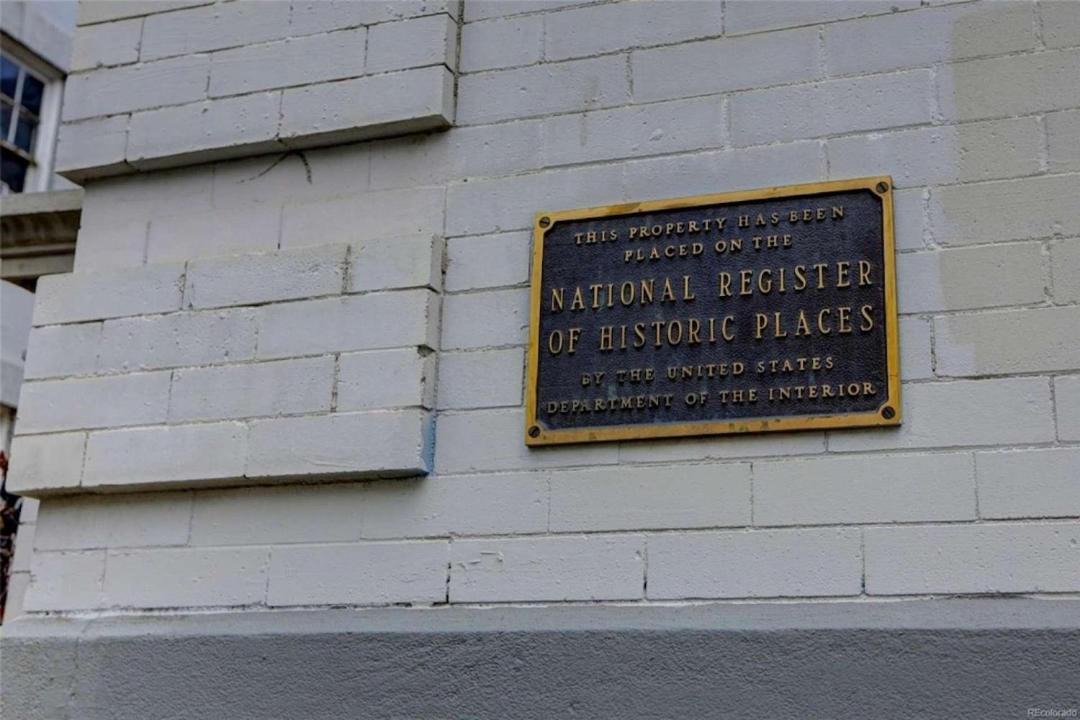 THIS PROPERTY HAS BEEN
PLACED ON THE
NATIONAL REGISTER
OF HISTORIC PLACES
BY THE UNITED STATES
DEPARTMENT OF THE INTERIOR
REcolorado